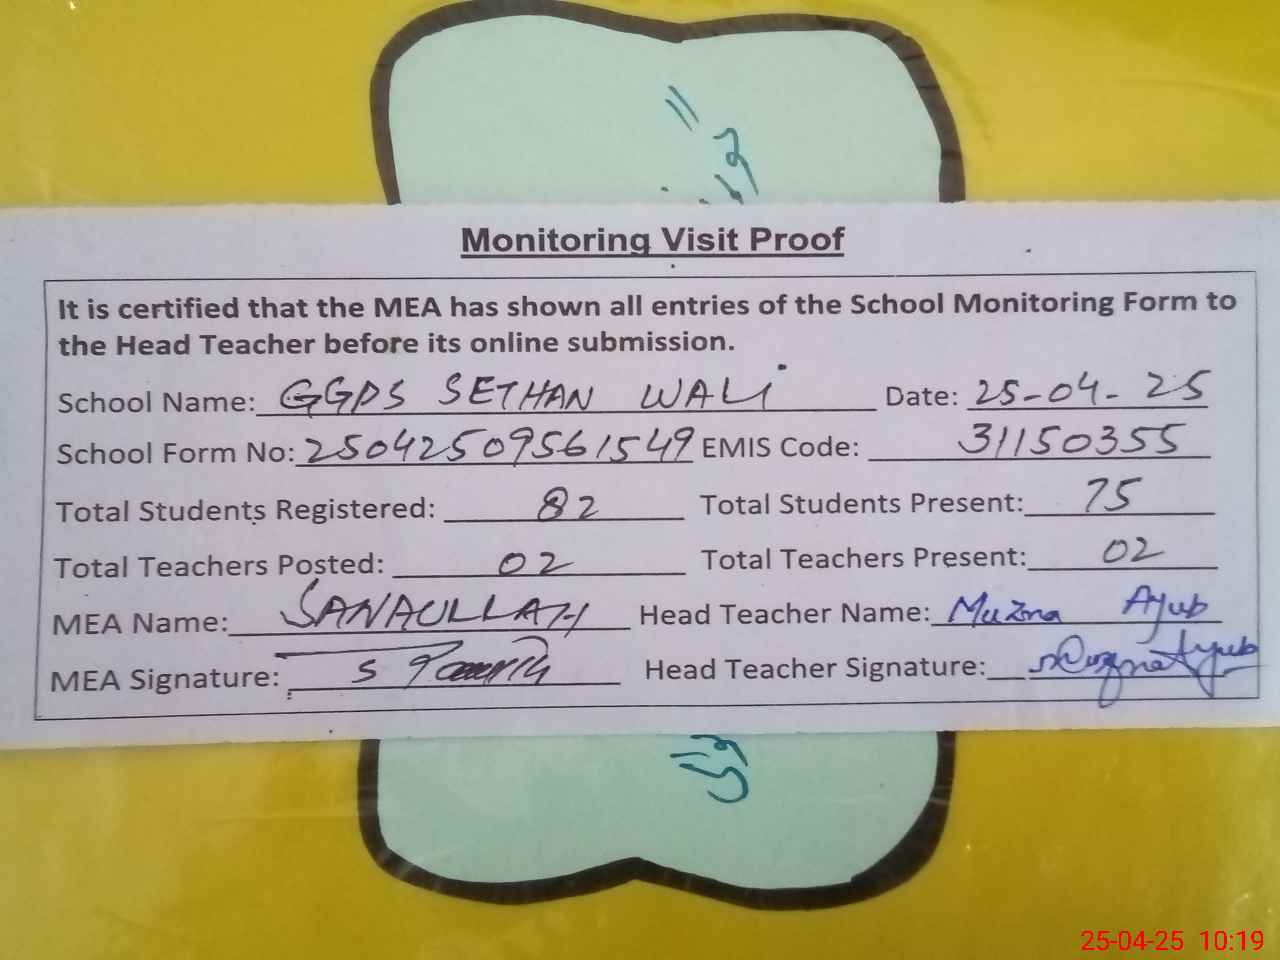 Monitoring Visit Proof
It is certified that the MEA has shown all entries of the School Monitoring Form to
the Head Teacher before its online submission.
School Name: GGPS SETHAN WALI Date: 25-04-25
School Form No: 25042509561549 EMIS Code: 31150355
Total Students Registered: 82 Total Students Present: 75
Total Teachers Posted: 02 Total Teachers Present: 02
MEA Name: SANAULLAH Head Teacher Name: Muzna Ayub
MEA Signature: Head Teacher Signature: Muzna Ayub
25-04-25 10:19